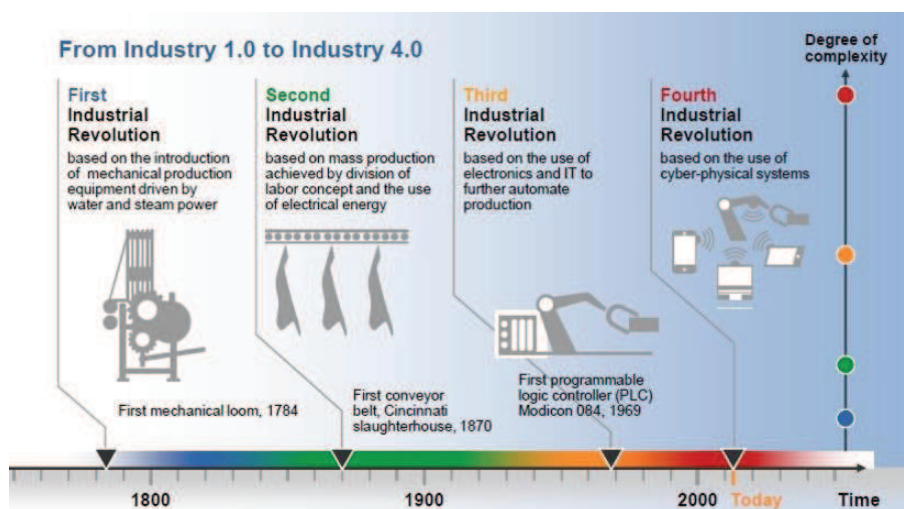 From Industry 1.0 to Industry 4.0
Degree of
complexity
First
Industrial
Revolution
based on the introduction
of mechanical production
equipment driven by
water and steam power
Second
Industrial
Revolution
based on mass production
achieved by division of
labor concept and the use
of electrical energy
Third
Industrial
Revolution
based on the use of
electronics and IT to
further automate
production
Fourth
Industrial
Revolution
based on the use of
cyber-physical systems
First mechanical loom, 1784
First conveyor
belt, Cincinnati
slaughterhouse, 1870
First programmable
logic controller (PLC)
Modicon 084, 1969
1800
1900
2000
Today
Time